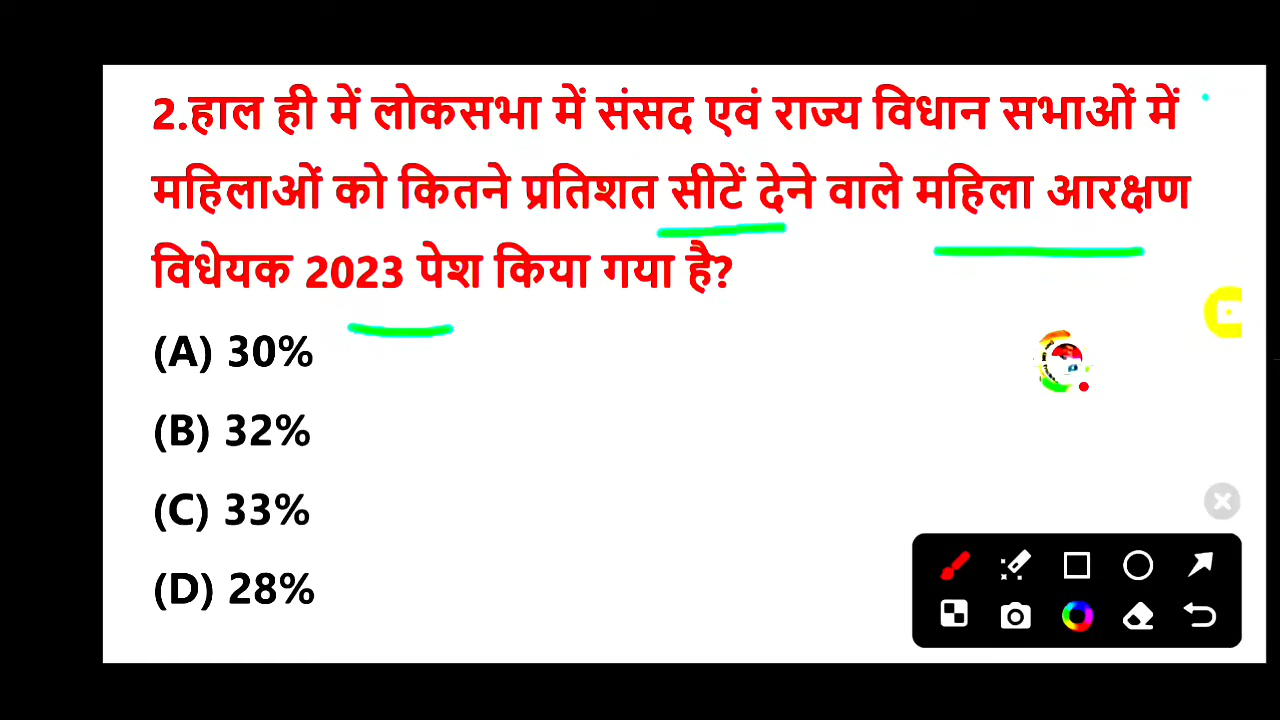 2.हाल ही में लोकसभा में संसद एवं राज्य विधान सभाओं में
महिलाओं को कितने प्रतिशत सीटें देने वाले महिला आरक्षण
विधेयक 2023 पेश किया गया है?
(A) 30%
(B) 32%
(C) 33%
(D) 28%